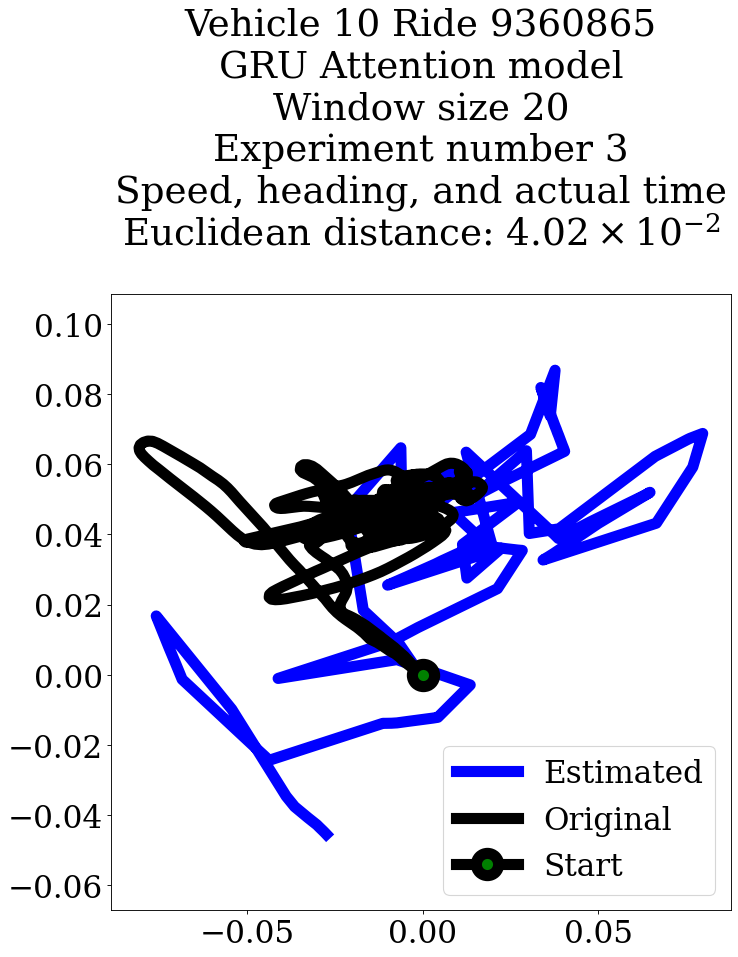 Vehicle 10 Ride 9360865
GRU Attention model
Window size 20
Experiment number 3
Speed, heading, and actual time
Euclidean distance: 4.02 × 10⁻²
0.10
0.08
0.06
0.04
0.02
0.00
−0.02
−0.04
−0.06
Estimated
Original
Start
−0.05
0.00
0.05